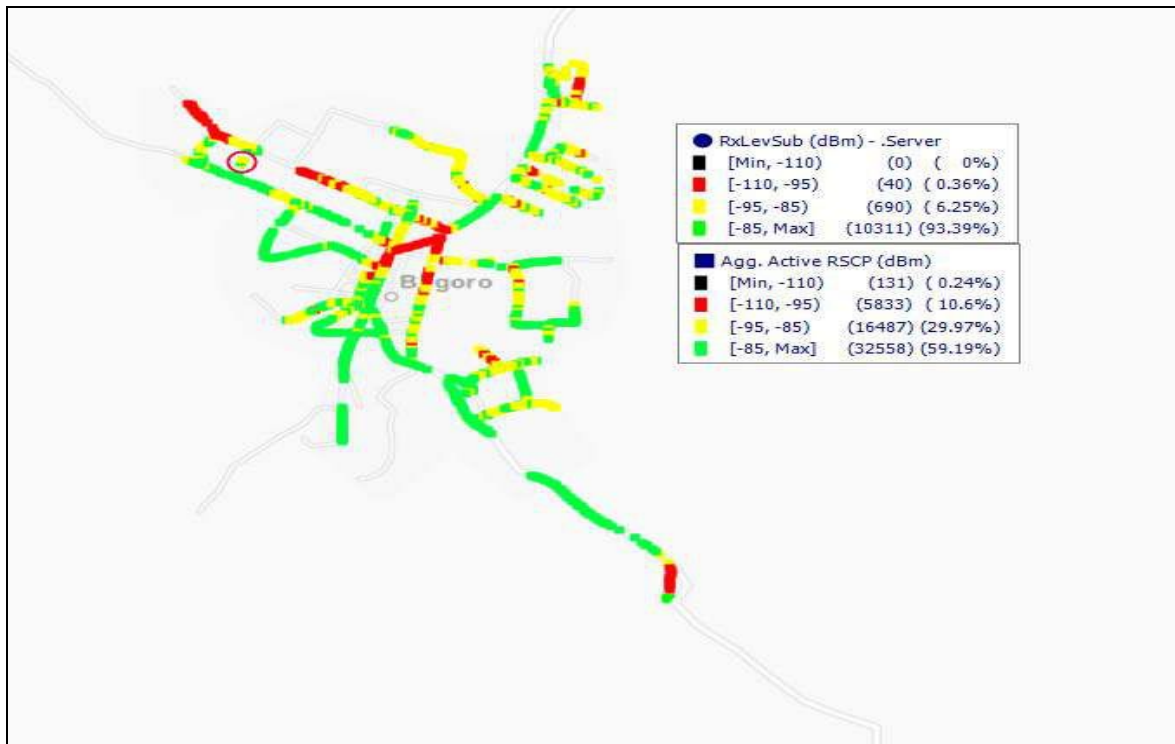 RxLevSub (dBm) - .Server
[Min, -110) (0) ( 0%)
[-110, -95) (40) ( 0.36%)
[-95, -85) (690) ( 6.25%)
[-85, Max] (10311) (93.39%)
Agg. Active RSCP (dBm)
[Min, -110) (131) ( 0.24%)
[-110, -95) (5833) ( 10.6%)
[-95, -85) (16487) (29.97%)
[-85, Max] (32558) (59.19%)